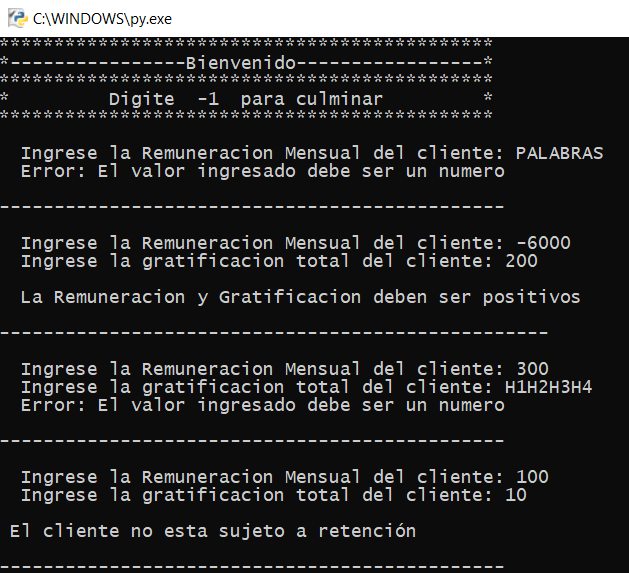 C:\WINDOWS\py.exe
********************************************
*----------------Bienvenido-----------------*
********************************************
*         Digite  -1  para culminar         *
********************************************
Ingrese la Remuneracion Mensual del cliente: PALABRAS
Error: El valor ingresado debe ser un numero
----------------------------------------------
Ingrese la Remuneracion Mensual del cliente: -6000
Ingrese la gratificacion total del cliente: 200
La Remuneracion y Gratificacion deben ser positivos
--------------------------------------------------
Ingrese la Remuneracion Mensual del cliente: 300
Ingrese la gratificacion total del cliente: H1H2H3H4
Error: El valor ingresado debe ser un numero
----------------------------------------------
Ingrese la Remuneracion Mensual del cliente: 100
Ingrese la gratificacion total del cliente: 10
El cliente no esta sujeto a retención
----------------------------------------------